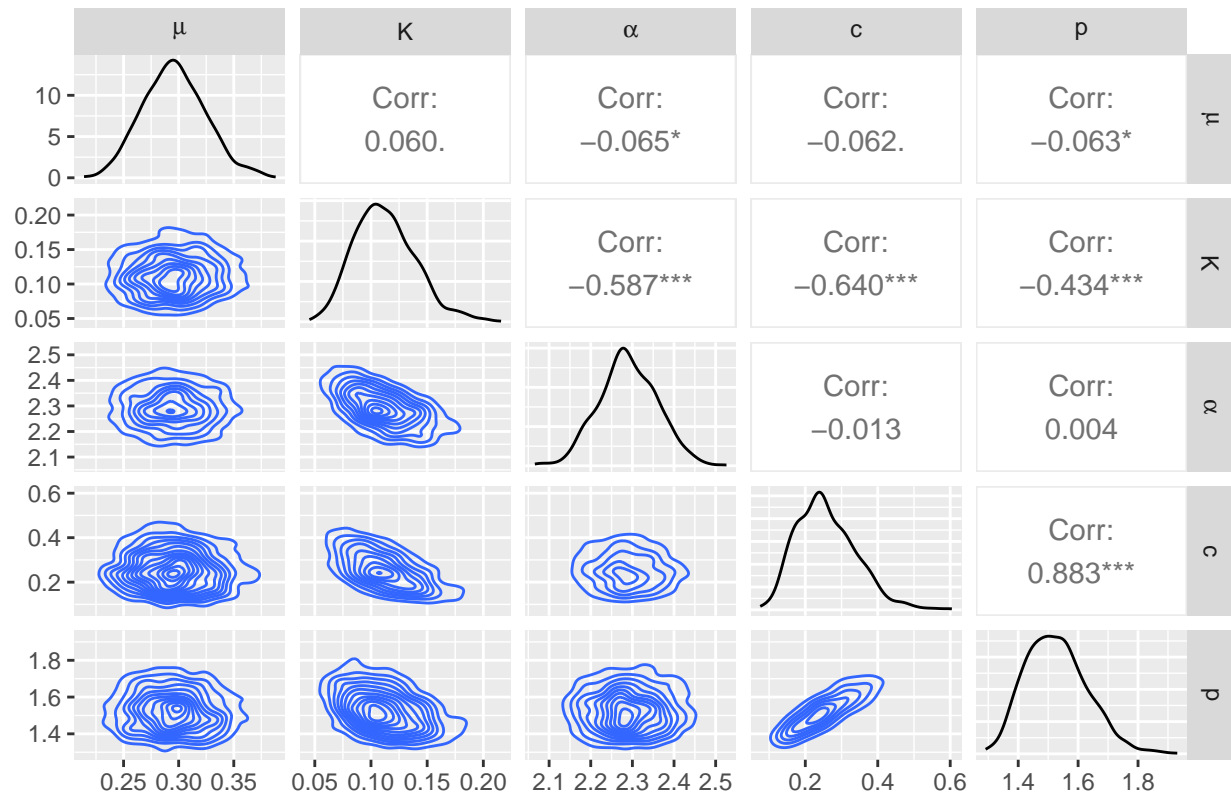 μ K α c p
10
5
0
Corr:
0.060.
Corr:
−0.065*
Corr:
−0.062.
Corr:
−0.063*
μ
0.20
0.15
0.10
0.05
Corr:
−0.587***
Corr:
−0.640***
Corr:
−0.434***
K
2.5
2.4
2.3
2.2
2.1
Corr:
−0.013
Corr:
0.004
α
0.6
0.4
0.2
Corr:
0.883***
c
1.8
1.6
1.4
p
0.25 0.30 0.35 0.05 0.10 0.15 0.20 2.1 2.2 2.3 2.4 2.5 0.2 0.4 0.6 1.4 1.6 1.8